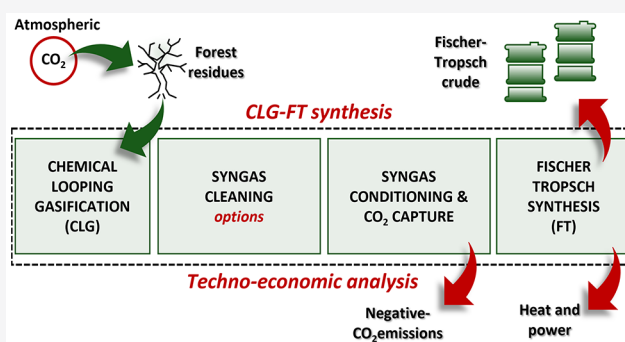 Atmospheric
CO2
Forest
residues
Fischer-
Tropsch
crude
CLG-FT synthesis
CHEMICAL
LOOPING
GASIFICATION
(CLG)
SYNGAS
CLEANING
options
SYNGAS
CONDITIONING &
CO2 CAPTURE
FISCHER
TROPSCH
SYNTHESIS
(FT)
Techno-economic analysis
Negative-
CO2emissions
Heat and
power